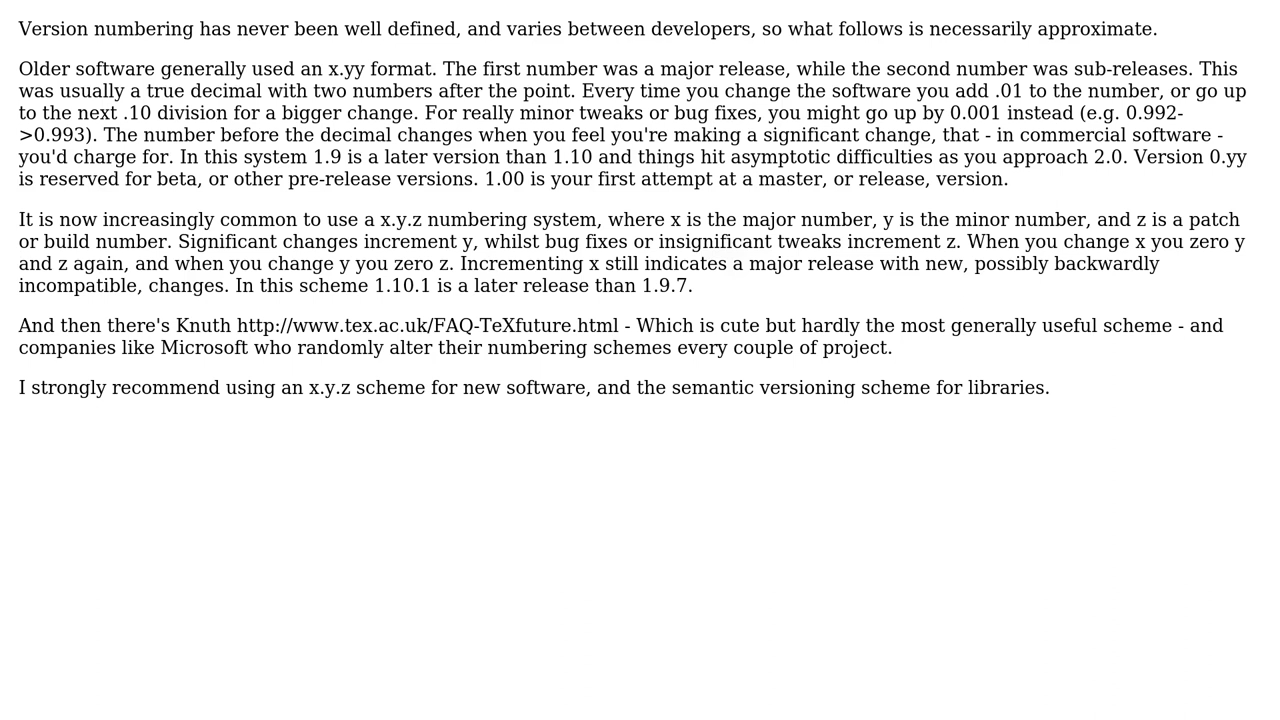 Version numbering has never been well defined, and varies between developers, so what follows is necessarily approximate.
Older software generally used an x.yy format. The first number was a major release, while the second number was sub-releases. This
was usually a true decimal with two numbers after the point. Every time you change the software you add .01 to the number, or go up
to the next .10 division for a bigger change. For really minor tweaks or bug fixes, you might go up by 0.001 instead (e.g. 0.992-
>0.993). The number before the decimal changes when you feel you're making a significant change, that - in commercial software -
you'd charge for. In this system 1.9 is a later version than 1.10 and things hit asymptotic difficulties as you approach 2.0. Version 0.yy
is reserved for beta, or other pre-release versions. 1.00 is your first attempt at a master, or release, version.
It is now increasingly common to use a x.y.z numbering system, where x is the major number, y is the minor number, and z is a patch
or build number. Significant changes increment y, whilst bug fixes or insignificant tweaks increment z. When you change x you zero y
and z again, and when you change y you zero z. Incrementing x still indicates a major release with new, possibly backwardly
incompatible, changes. In this scheme 1.10.1 is a later release than 1.9.7.
And then there's Knuth http://www.tex.ac.uk/FAQ-TeXfuture.html - Which is cute but hardly the most generally useful scheme - and
companies like Microsoft who randomly alter their numbering schemes every couple of project.
I strongly recommend using an x.y.z scheme for new software, and the semantic versioning scheme for libraries.